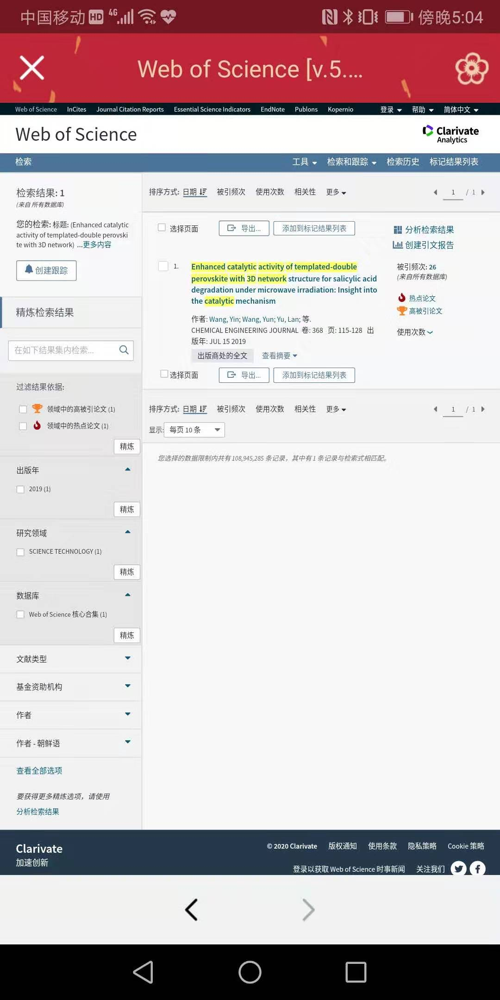 中国移动 HD 4G 傍晚5:04
Web of Science [v.5....
Web of Science InCites Journal Citation Reports Essential Science Indicators EndNote Publons Kopernio 登录 帮助 简体中文
Web of Science
Clarivate
Analytics
检索 工具 检索和跟踪 检索历史 标记结果列表
检索结果: 1
(来自 所有数据库)
您的检索: 标题: (Enhanced catalytic
activity of templated-double perovski
te with 3D network) ...更多内容
创建跟踪
精炼检索结果
在如下结果集内检索...
过滤结果依据:
领域中的高被引论文 (1)
领域中的热点论文 (1)
精炼
出版年
2019 (1)
精炼
研究领域
SCIENCE TECHNOLOGY (1)
精炼
数据库
Web of Science 核心合集 (1)
精炼
文献类型
基金资助机构
作者
作者 - 朝鲜语
查看全部选项
要获得更多精炼选项，请使用
分析检索结果
排序方式: 日期 被引频次 使用次数 相关性 更多 1 / 1
选择页面 导出... 添加到标记结果列表
分析检索结果
创建引文报告
1. Enhanced catalytic activity of templated-double
perovskite with 3D network structure for salicylic acid
degradation under microwave irradiation: Insight into
the catalytic mechanism
作者: Wang, Yin; Wang, Yun; Yu, Lan; 等.
CHEMICAL ENGINEERING JOURNAL 卷: 368 页: 115-128 出
版年: JUL 15 2019
出版商处的全文 查看摘要
被引频次: 26
(来自所有数据库)
热点论文
高被引论文
使用次数
选择页面 导出... 添加到标记结果列表
排序方式: 日期 被引频次 使用次数 相关性 更多 1 / 1
显示: 每页 10 条
您选择的数据限制内共有 108,945,285 条记录，其中有 1 条记录与检索式相匹配。
Clarivate
加速创新
© 2020 Clarivate 版权通知 使用条款 隐私策略 Cookie 策略
登录以获取 Web of Science 时事新闻 关注我们